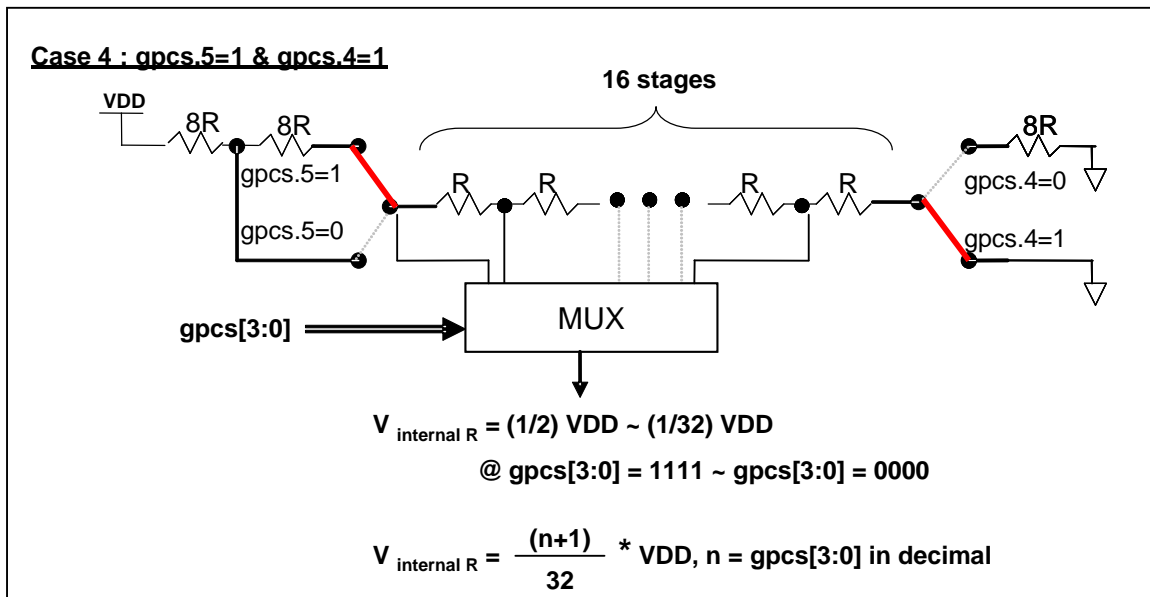 Case 4 : gpcs.5=1 & gpcs.4=1
16 stages
VDD
8R
8R
8R
gpcs.5=1
gpcs.4=0
R
R
R
R
gpcs.5=0
gpcs.4=1
MUX
gpcs[3:0]
V internal R = (1/2) VDD ~ (1/32) VDD
@ gpcs[3:0] = 1111 ~ gpcs[3:0] = 0000
V internal R = (n+1) / 32 * VDD, n = gpcs[3:0] in decimal